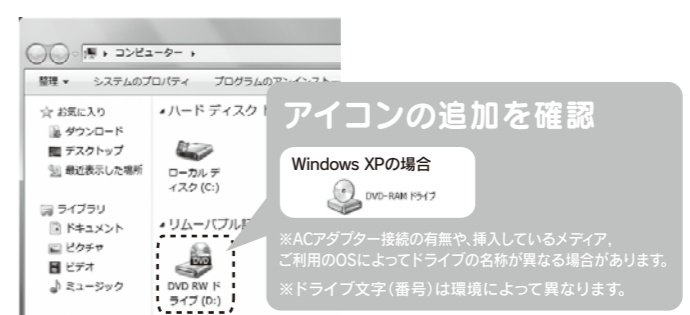 コンピューター
整理
システムのプロパティ
プログラムのアンインストー
お気に入り
ダウンロード
デスクトップ
最近表示した場所
ライブラリ
ドキュメント
ピクチャ
ビデオ
ミュージック
ハード ディスク
ローカル デ
ィスク (C:)
リムーバブル記
DVD
DVD RW ド
ライブ (D:)
アイコンの追加を確認
Windows XPの場合
DVD-RAM ドライブ
※ACアダプター接続の有無や、挿入しているメディア,
ご利用のOSによってドライブの名称が異なる場合があります。
※ドライブ文字(番号)は環境によって異なります。